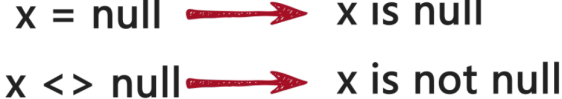 x = null x is null
x <> null x is not null